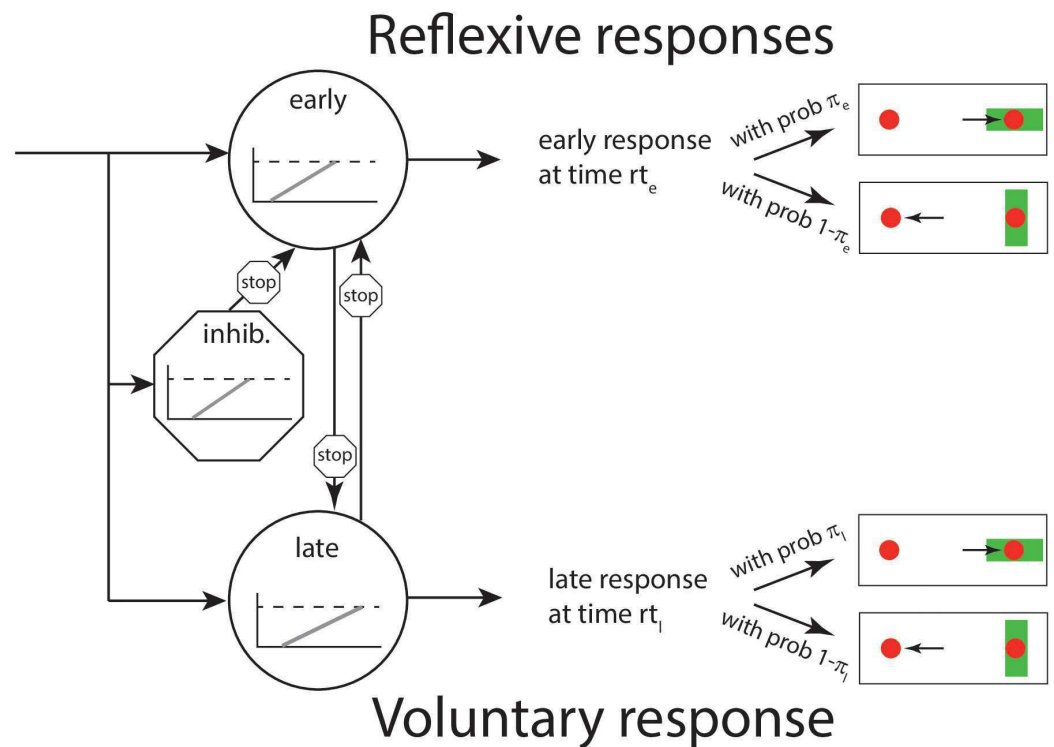 Reflexive responses
early
early response
at time rt_e
with prob π_e
with prob 1-π_e
stop
stop
inhib.
stop
late
late response
at time rt_l
with prob π_l
with prob 1-π_l
Voluntary response